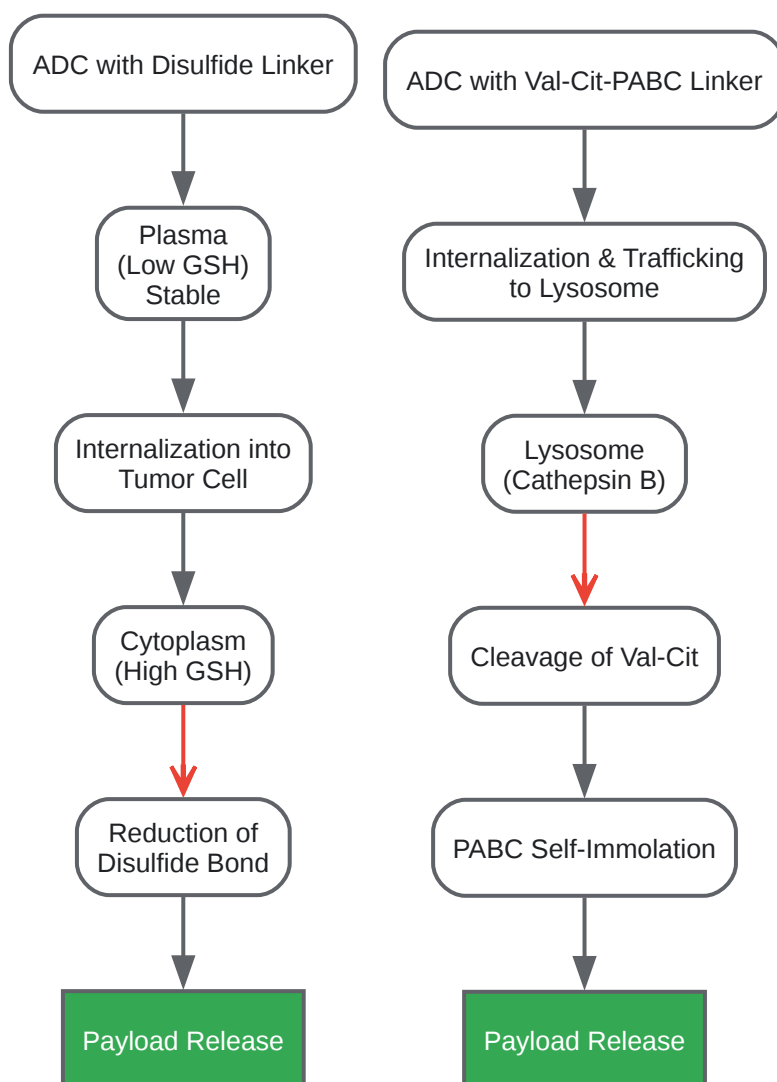 ADC with Disulfide Linker
Plasma
(Low GSH)
Stable
Internalization into
Tumor Cell
Cytoplasm
(High GSH)
Reduction of
Disulfide Bond
Payload Release
ADC with Val-Cit-PABC Linker
Internalization & Trafficking
to Lysosome
Lysosome
(Cathepsin B)
Cleavage of Val-Cit
PABC Self-Immolation
Payload Release